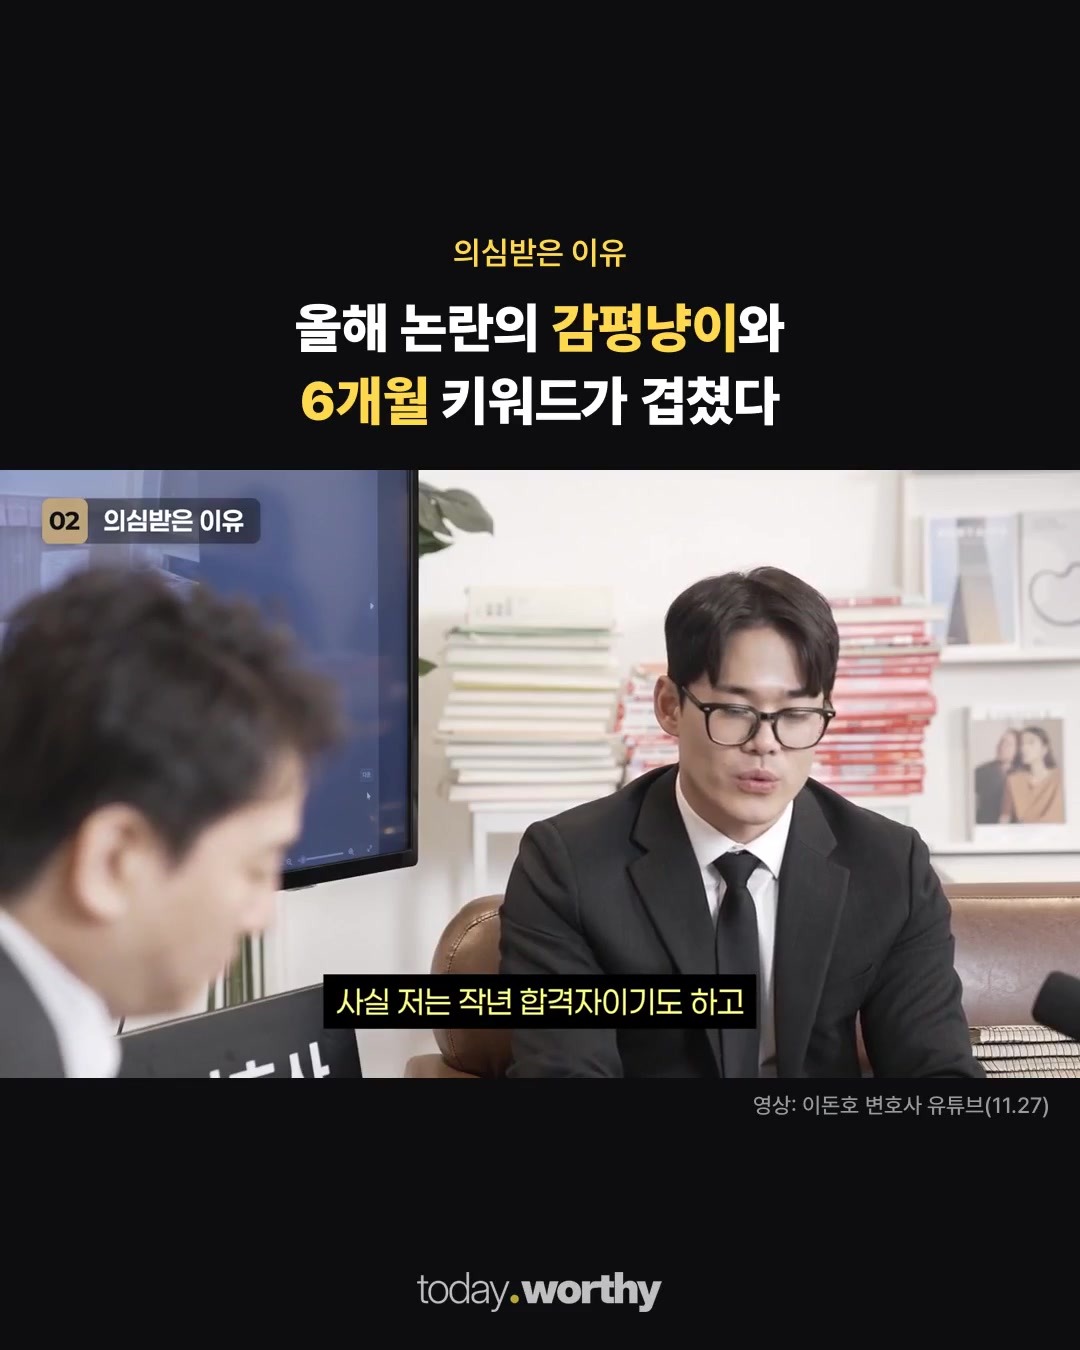 의심받은 이유
올해 논란의 감평냥이와
6개월 키워드가 겹쳤다
02 의심받은 이유
사실 저는 작년 합격자이기도 하고
영상: 이돈호 변호사 유튜브(11.27)
today.worthy